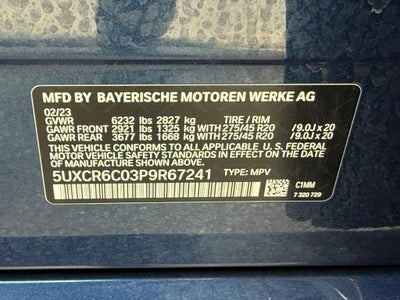 MFD BY BAYERISCHE MOTOREN WERKE AG
02/23
GVWR 6232 lbs 2827 kg TIRE / RIM
GAWR FRONT 2921 lbs 1325 kg WITH 275/45 R20 / 9.0J x 20
GAWR REAR 3677 lbs 1668 kg WITH 275/45 R20 / 9.0J x 20
THIS VEHICLE CONFORMS TO ALL APPLICABLE U. S. FEDERAL
MOTOR VEHICLE SAFETY STANDARDS IN EFFECT ON THE DATE
OF MANUFACTURE SHOWN ABOVE.
5UXCR6C03P9R67241 TYPE: MPV
C1MM
7 320 729